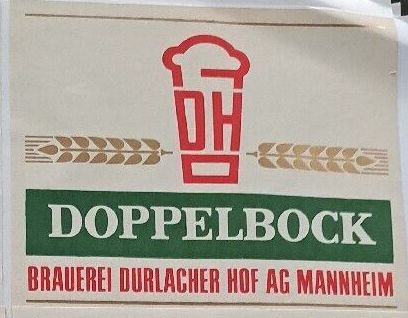 DH
DOPPELBOCK
BRAUEREI DURLACHER HOF AG MANNHEIM